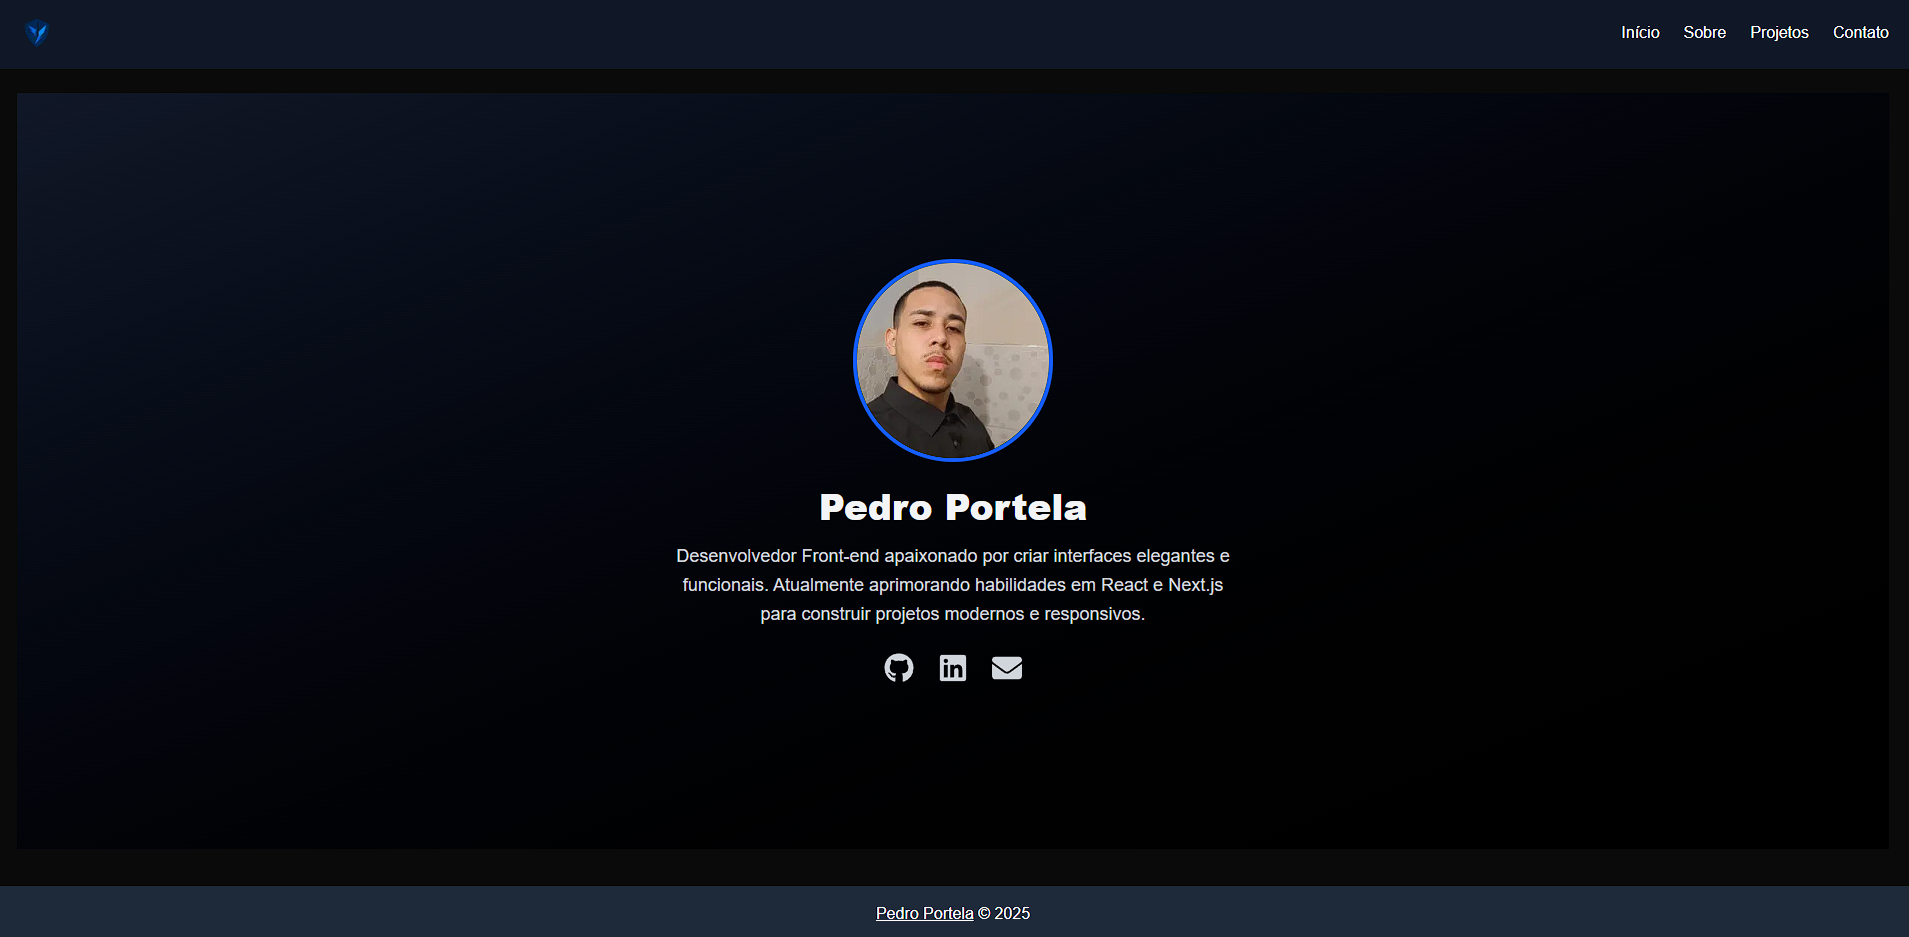 Início Sobre Projetos Contato
Pedro Portela
Desenvolvedor Front-end apaixonado por criar interfaces elegantes e
funcionais. Atualmente aprimorando habilidades em React e Next.js
para construir projetos modernos e responsivos.
in
Pedro Portela © 2025